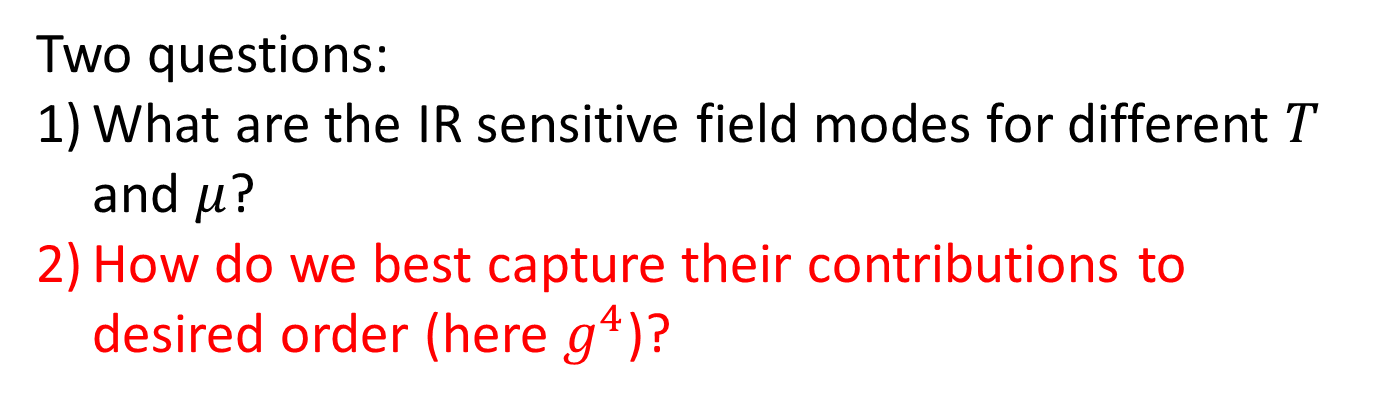 Two questions:
1) What are the IR sensitive field modes for different T
and μ?
2) How do we best capture their contributions to
desired order (here g⁴)?